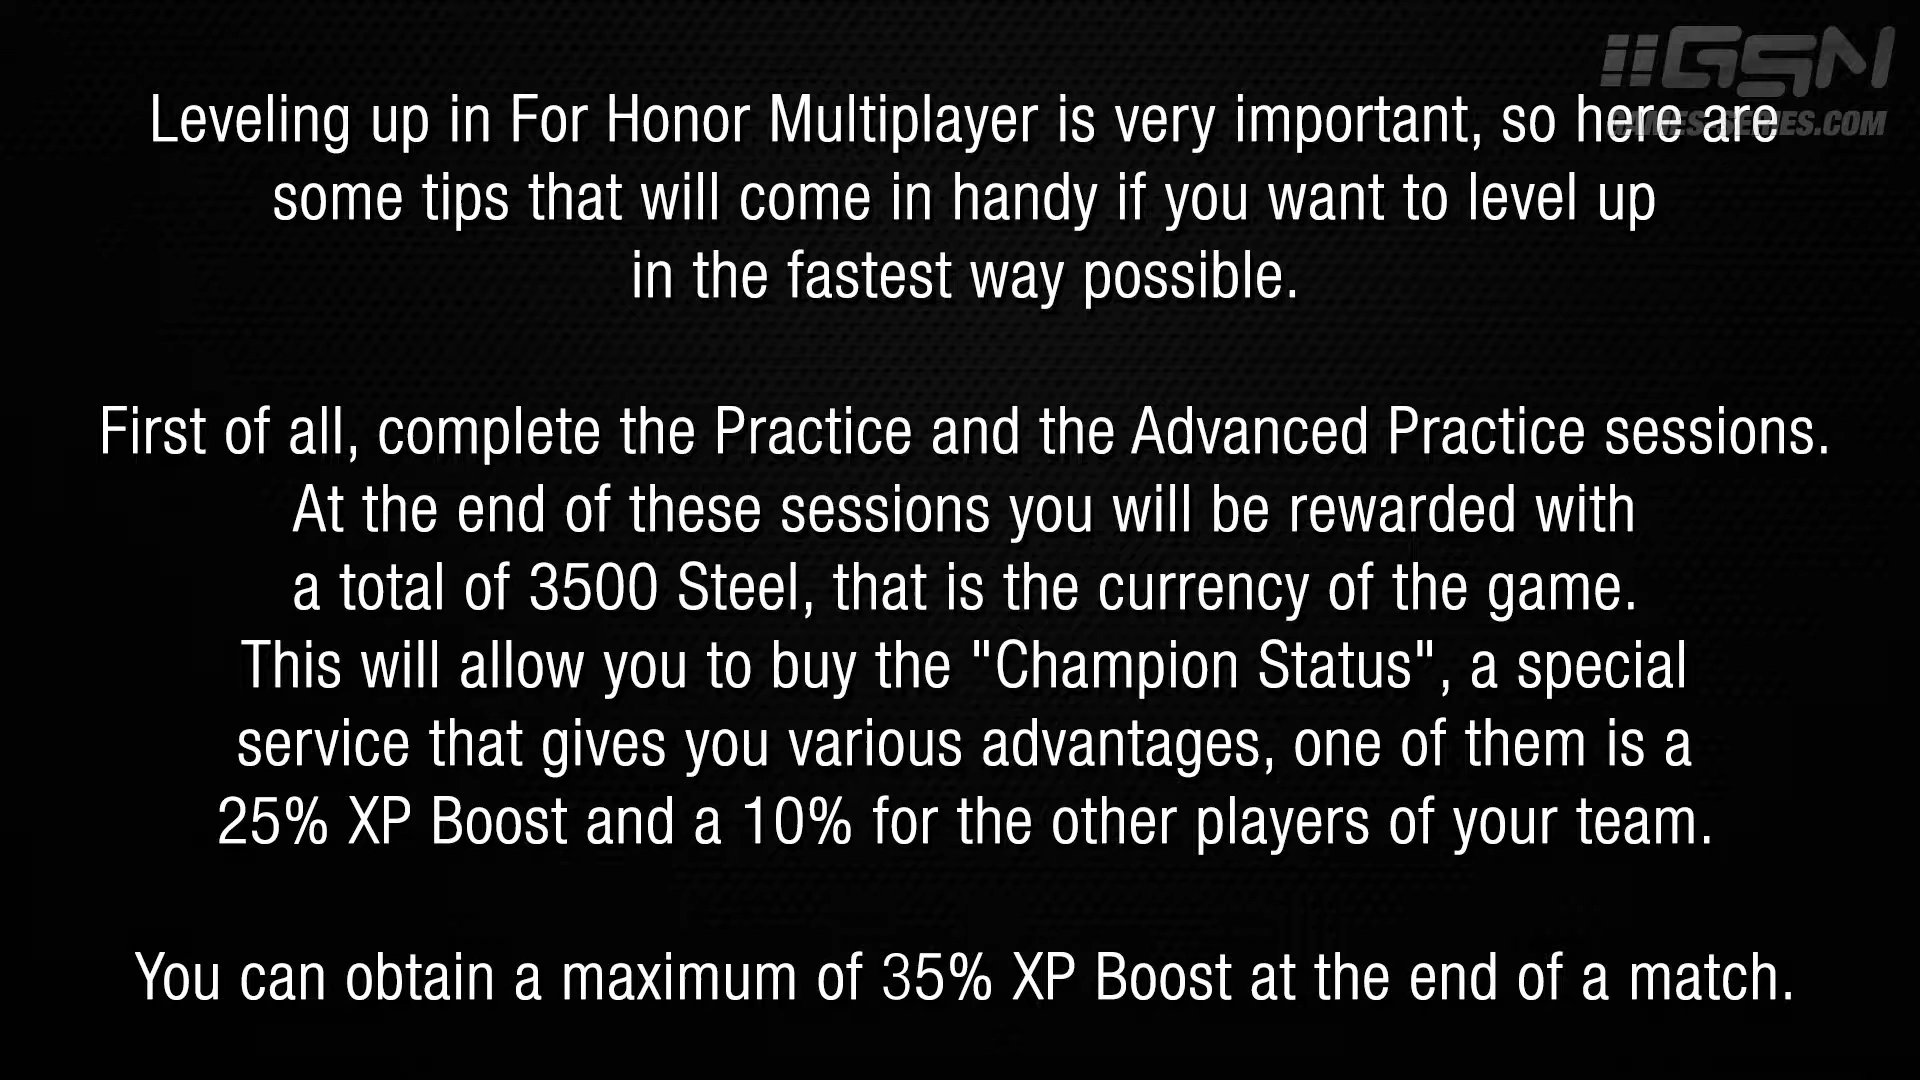 GSN
GAMES-SERIES.COM
Leveling up in For Honor Multiplayer is very important, so here are
some tips that will come in handy if you want to level up
in the fastest way possible.
First of all, complete the Practice and the Advanced Practice sessions.
At the end of these sessions you will be rewarded with
a total of 3500 Steel, that is the currency of the game.
This will allow you to buy the "Champion Status", a special
service that gives you various advantages, one of them is a
25% XP Boost and a 10% for the other players of your team.
You can obtain a maximum of 35% XP Boost at the end of a match.